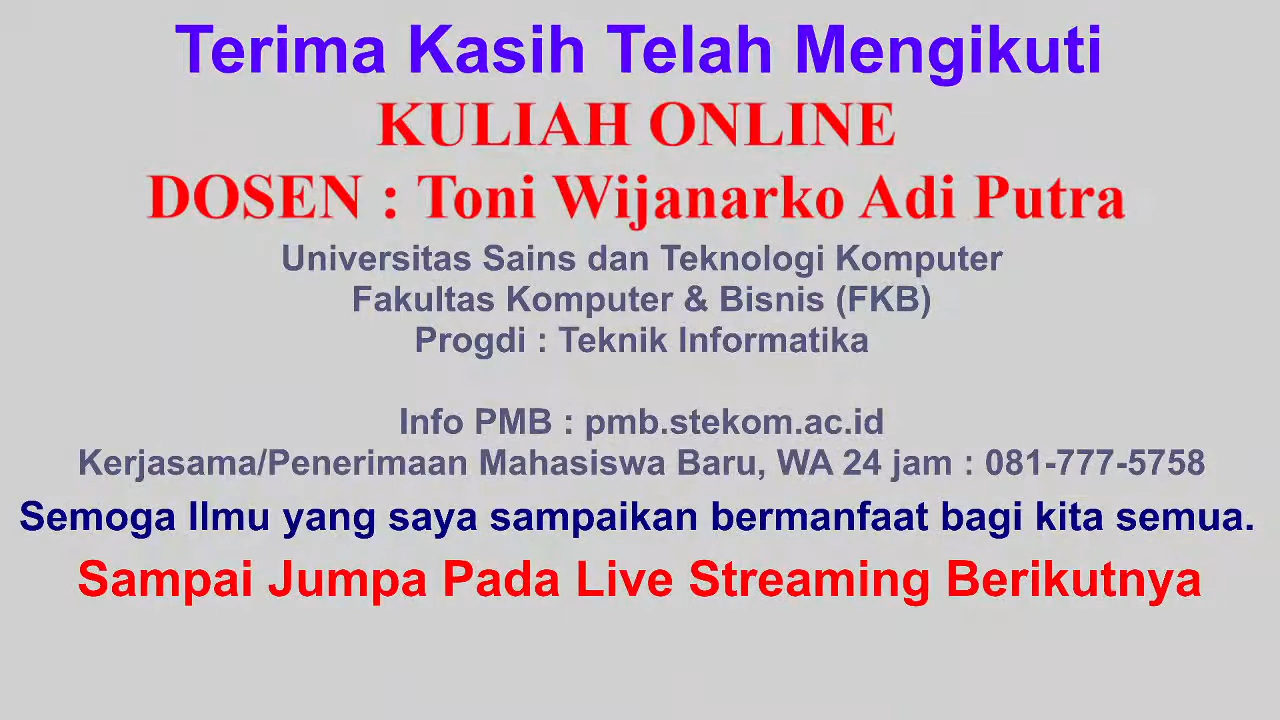 Terima Kasih Telah Mengikuti
KULIAH ONLINE
DOSEN : Toni Wijanarko Adi Putra
Universitas Sains dan Teknologi Komputer
Fakultas Komputer & Bisnis (FKB)
Progdi : Teknik Informatika
Info PMB : pmb.stekom.ac.id
Kerjasama/Penerimaan Mahasiswa Baru, WA 24 jam : 081-777-5758
Semoga Ilmu yang saya sampaikan bermanfaat bagi kita semua.
Sampai Jumpa Pada Live Streaming Berikutnya